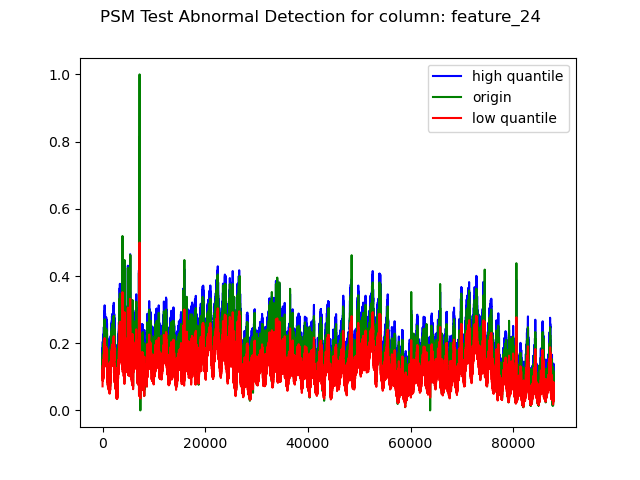 PSM Test Abnormal Detection for column: feature_24
high quantile
origin
low quantile
1.0
0.8
0.6
0.4
0.2
0.0
0
20000
40000
60000
80000